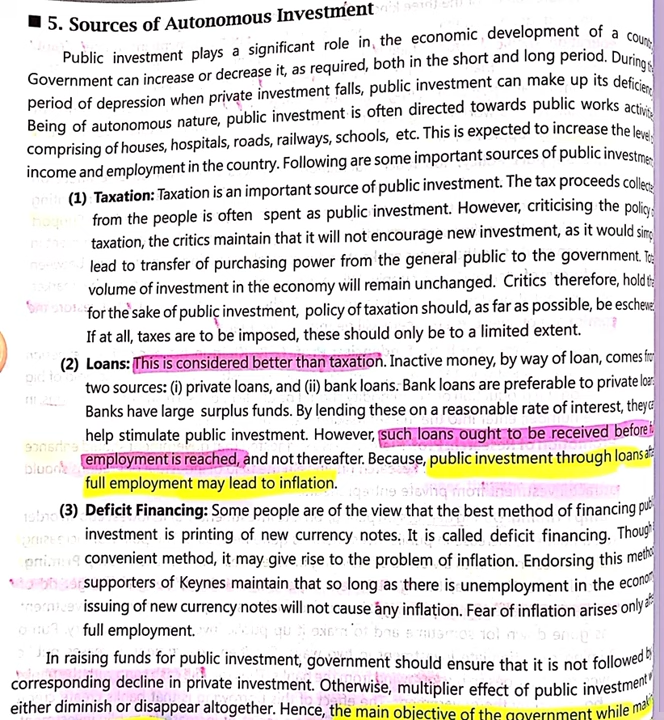 ■ 5. Sources of Autonomous Investment
Public investment plays a significant role in the economic development of a
Government can increase or decrease it, as required, both in the short and long period. During
period of depression when private investment falls, public investment can make up its
Being of autonomous nature, public investment is often directed towards public works
comprising of houses, hospitals, roads, railways, schools, etc. This is expected to increase the
income and employment in the country. Following are some important sources of public
(1) Taxation: Taxation is an important source of public investment. The tax proceeds
from the people is often spent as public investment. However, criticising the policy
taxation, the critics maintain that it will not encourage new investment, as it would
lead to transfer of purchasing power from the general public to the government.
volume of investment in the economy will remain unchanged. Critics therefore, hold
for the sake of public investment, policy of taxation should, as far as possible, be
If at all, taxes are to be imposed, these should only be to a limited extent.
(2) Loans: This is considered better than taxation. Inactive money, by way of loan, comes
two sources: (i) private loans, and (ii) bank loans. Bank loans are preferable to private
Banks have large surplus funds. By lending these on a reasonable rate of interest, they
help stimulate public investment. However, such loans ought to be received before
employment is reached, and not thereafter. Because, public investment through loans
full employment may lead to inflation.
(3) Deficit Financing: Some people are of the view that the best method of financing
investment is printing of new currency notes. It is called deficit financing. Though
convenient method, it may give rise to the problem of inflation. Endorsing this
supporters of Keynes maintain that so long as there is unemployment in the
issuing of new currency notes will not cause any inflation. Fear of inflation arises only
full employment.
In raising funds for public investment, government should ensure that it is not followed
corresponding decline in private investment. Otherwise, multiplier effect of public investment
either diminish or disappear altogether. Hence, the main objective of the government while